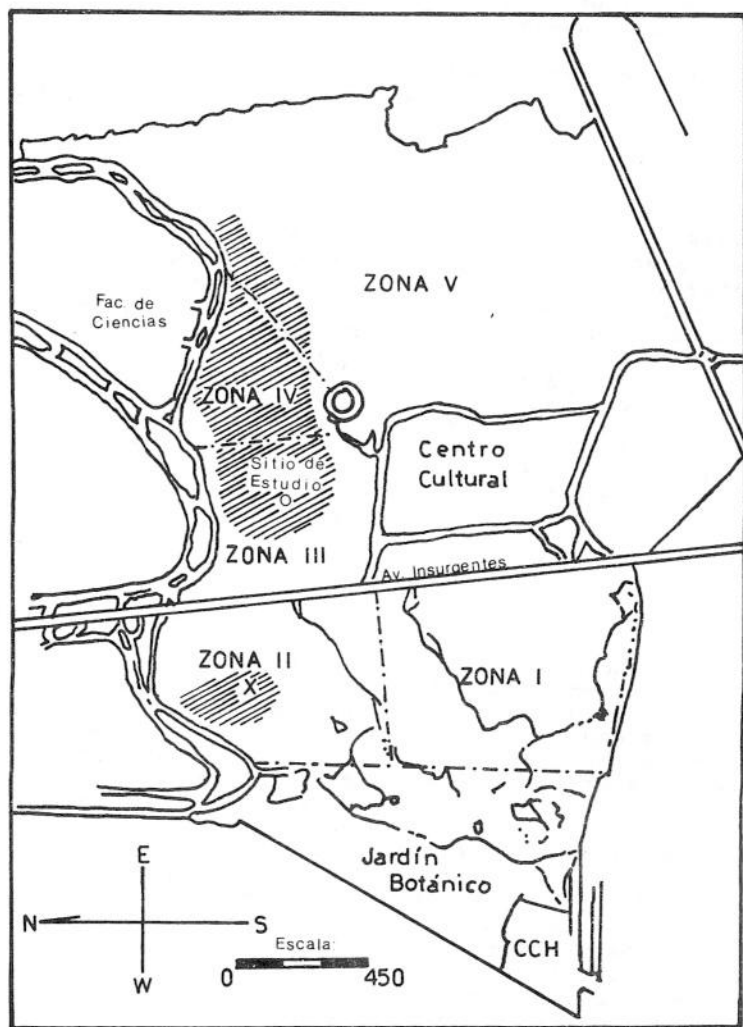 ZONA V
Fac. de
Ciencias
ZONA IV
Sitio de
Estudio
O
Centro
Cultural
ZONA III
Av. Insurgentes
ZONA II
X
ZONA I
Jardín
Botánico
CCH
E
N
S
W
Escala:
0
450